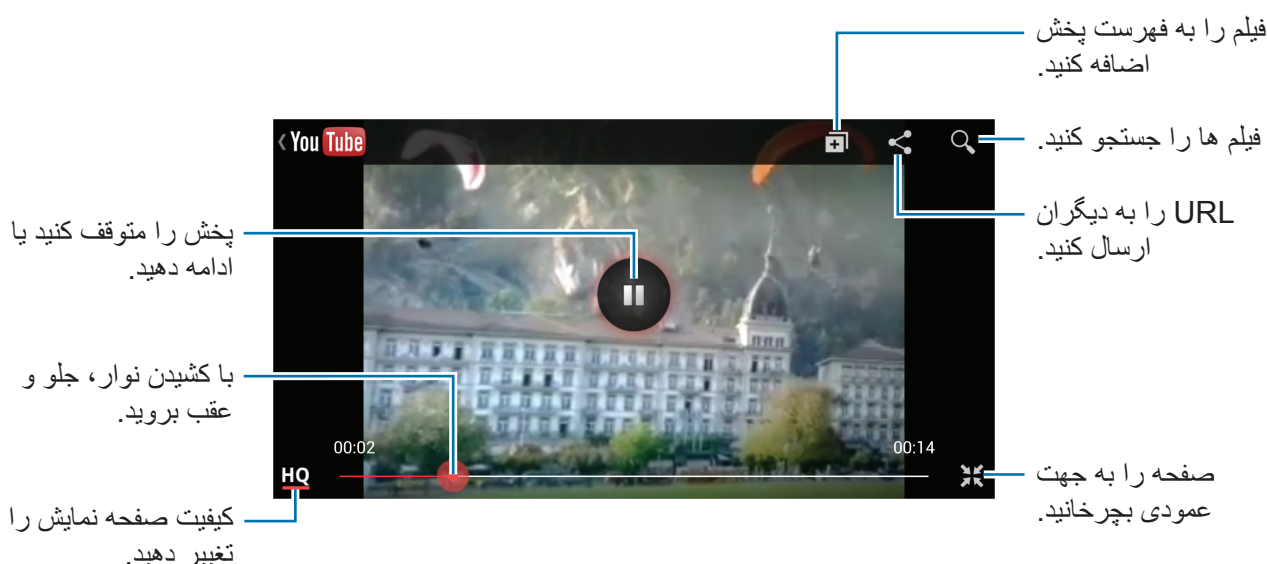 فیلم را به فهرست پخش
اضافه کنید.
فیلم ها را جستجو کنید.
URL را به دیگران
ارسال کنید.
You Tube
پخش را متوقف کنید یا
ادامه دهید.
با کشیدن نوار، جلو و
عقب بروید.
00:02
00:14
HQ
صفحه را به جهت
عمودی بچرخانید.
کیفیت صفحه نمایش را
تغییر دهید.